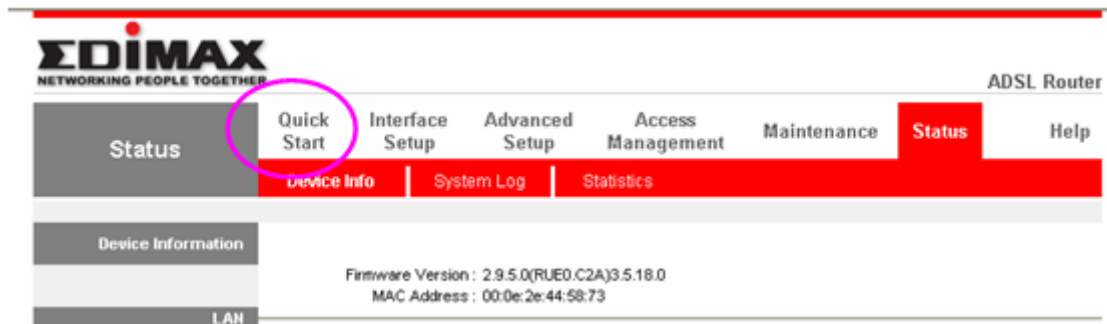 EDIMAX
NETWORKING PEOPLE TOGETHER
ADSL Router
Status
Quick Start
Interface Setup
Advanced Setup
Access Management
Maintenance
Status
Help
Device Info
System Log
Statistics
Device Information
Firmware Version : 2.9.5.0(RUE0.C2A)3.5.18.0
MAC Address : 00:0e:2e:44:58:73
LAN